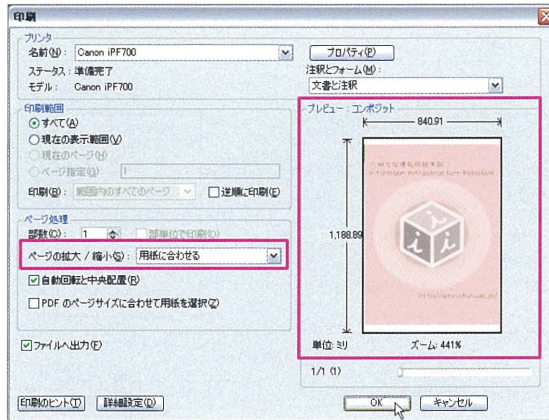 印刷
プリンタ
名前(N): Canon iPF700
プロパティ(P)
ステータス: 準備完了
モデル: Canon iPF700
注釈とフォーム(M):
文書と注釈
印刷範囲
すべて(A)
現在の表示範囲(V)
現在のページ(H)
ページ指定(G) 1
印刷(B): 範囲内のすべてのページ
逆順に印刷(E)
ページ処理
部数(C): 1
部単位で印刷(O)
ページの拡大 / 縮小(S): 用紙に合わせる
自動回転と中央配置(R)
PDF のページサイズに合わせて用紙を選択(Z)
ファイルへ出力(F)
プレビュー: コンポジット
840.91
1,188.89
Information Infrastructure Initiative
単位: ミリ
ズーム: 441%
1/1 (1)
印刷のヒント(T)
詳細設定(D)
OK
キャンセル